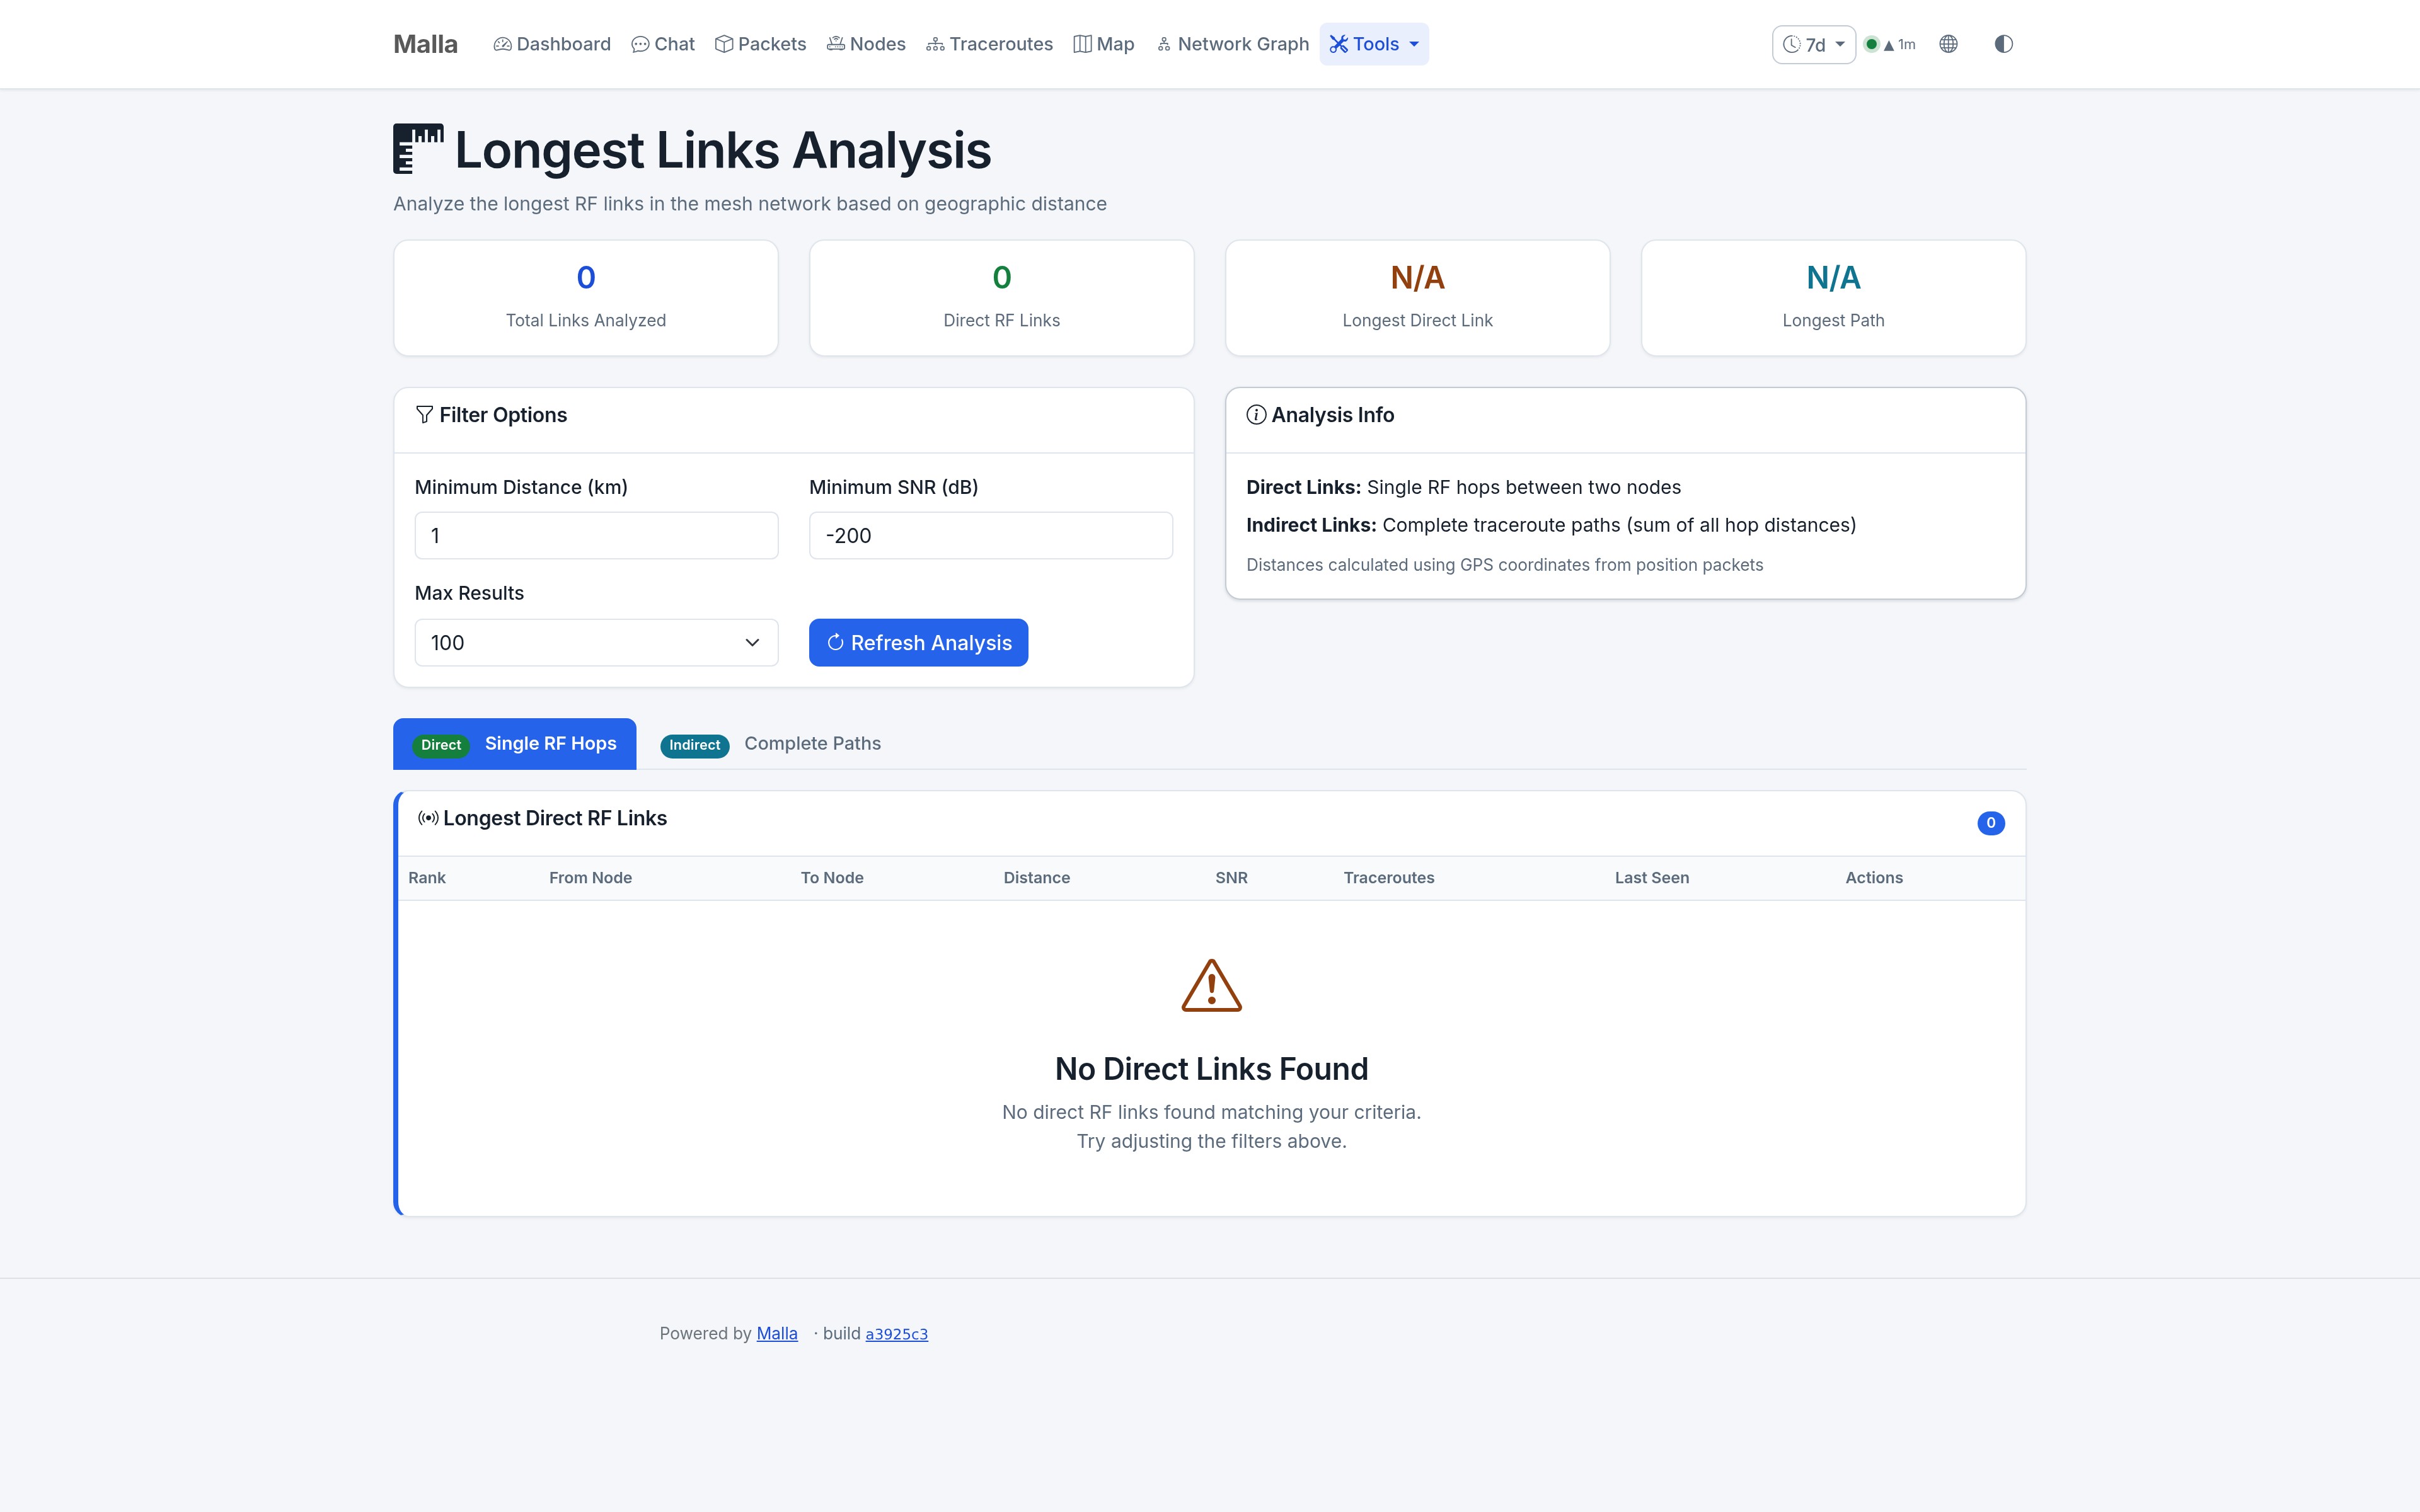 Malla Dashboard Chat Packets Nodes Traceroutes Map Network Graph Tools 7d ▲ 1m
Longest Links Analysis
Analyze the longest RF links in the mesh network based on geographic distance
0
Total Links Analyzed
0
Direct RF Links
N/A
Longest Direct Link
N/A
Longest Path
Filter Options
Minimum Distance (km)
1
Minimum SNR (dB)
-200
Max Results
100
Refresh Analysis
Analysis Info
Direct Links: Single RF hops between two nodes
Indirect Links: Complete traceroute paths (sum of all hop distances)
Distances calculated using GPS coordinates from position packets
Direct Single RF Hops Indirect Complete Paths
Longest Direct RF Links 0
Rank From Node To Node Distance SNR Traceroutes Last Seen Actions
No Direct Links Found
No direct RF links found matching your criteria.
Try adjusting the filters above.
Powered by Malla · build a3925c3